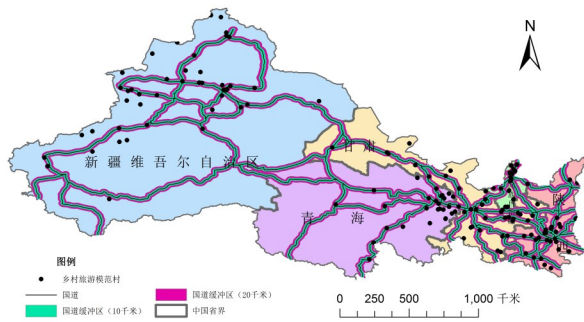 N
新疆维吾尔自治区
甘肃
青海
陕
图例
乡村旅游模范村
国道
国道缓冲区（20千米）
国道缓冲区（10千米）
中国省界
0 250 500 1,000 千米